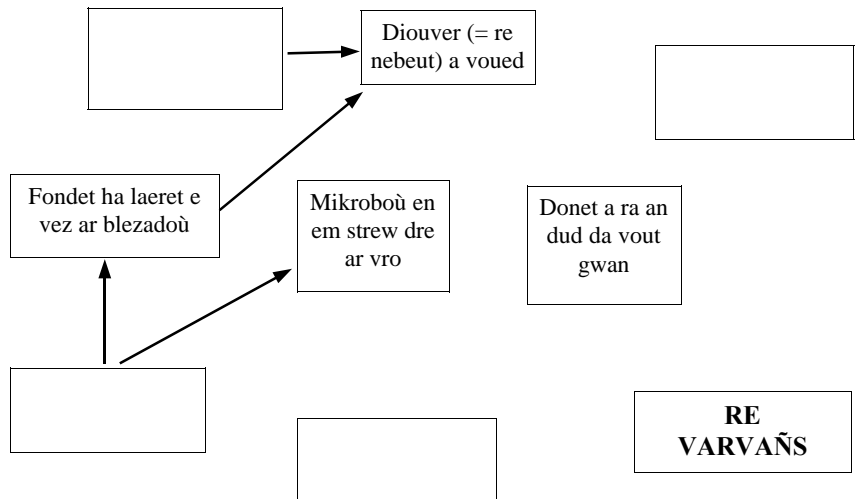 Diouver (= re
nebeut) a voued
Fondet ha laeret e
vez ar blezadoù
Mikroboù en
em strew dre
ar vro
Donet a ra an
dud da vout
gwan
RE
VARVAÑS